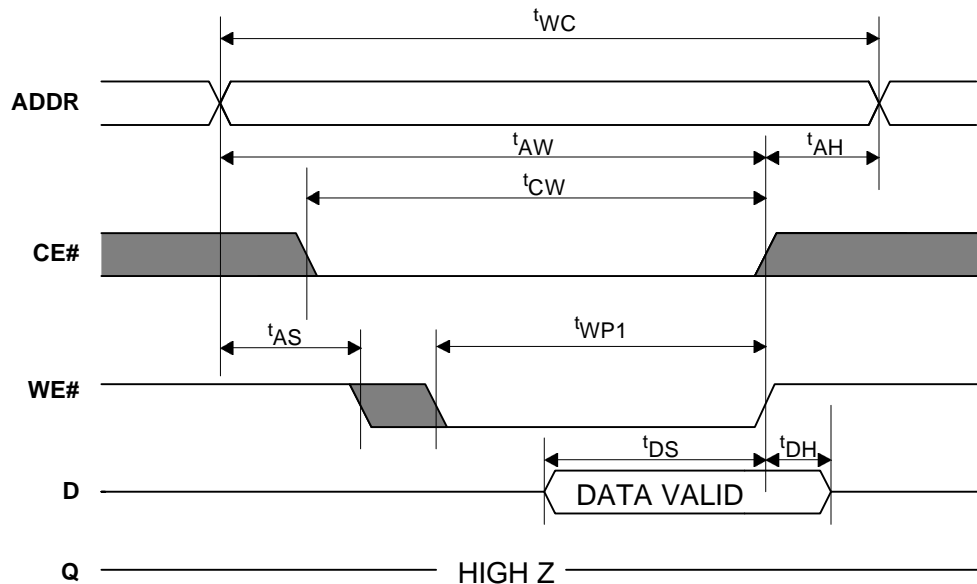 tWC
ADDR
tAW
tAH
tCW
CE#
tAS
tWP1
WE#
tDS
tDH
D
DATA VALID
Q
HIGH Z